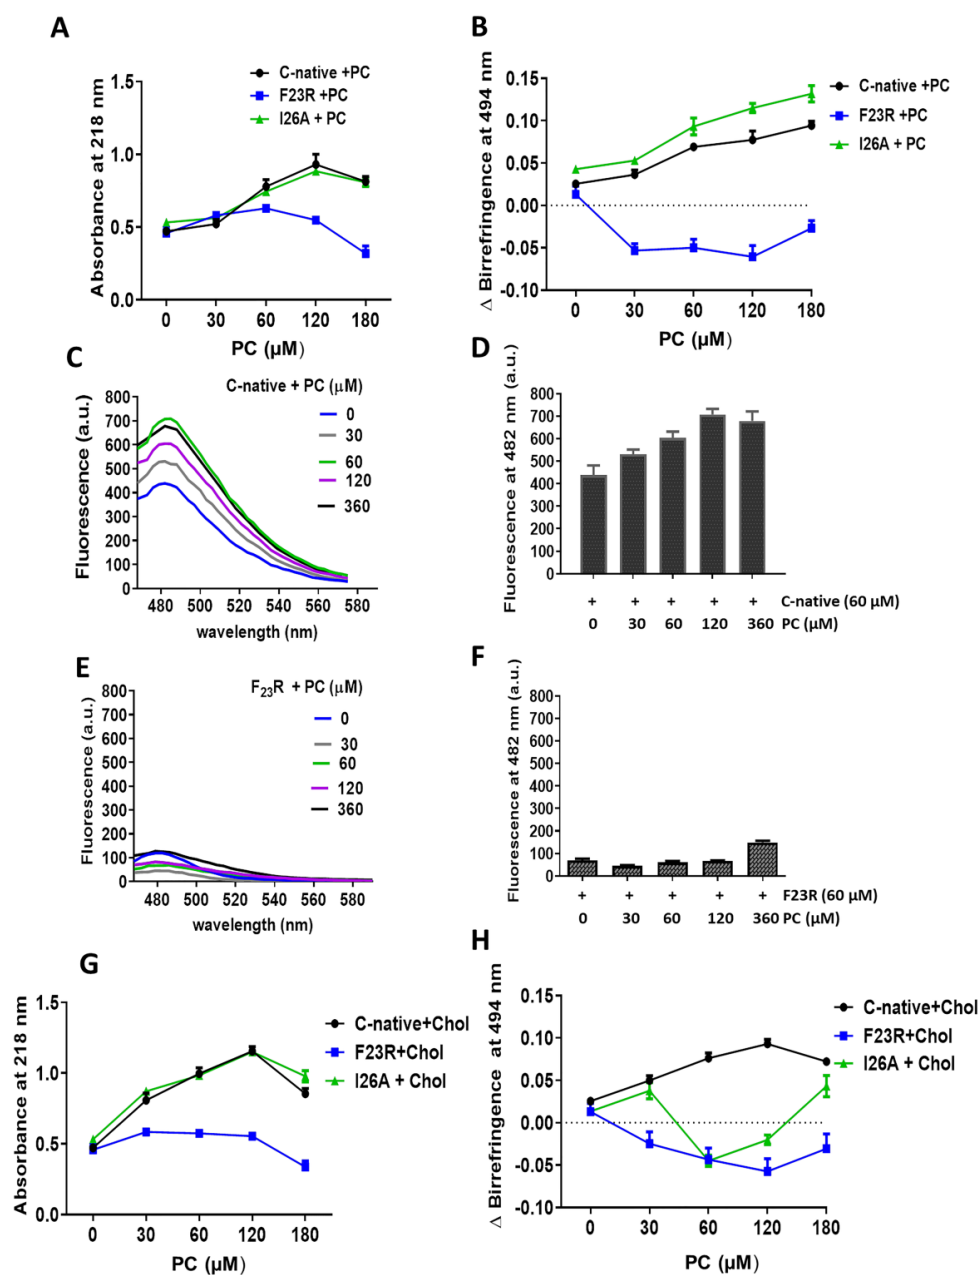 A
Absorbance at 218 nm
C-native +PC
F23R +PC
I26A + PC
1.5
1.0
0.5
0.0
0 30 60 120 180
PC (µM)
B
Δ Birrefringence at 494 nm
C-native +PC
F23R +PC
I26A + PC
0.15
0.10
0.05
0.00
-0.05
-0.10
0 30 60 120 180
PC (µM)
C
C-native + PC (µM)
Fluorescence (a.u.)
800
700
600
500
400
300
200
100
0
0
30
60
120
360
480 500 520 540 560 580
wavelength (nm)
D
Fluorescence at 482 nm (a.u.)
800
700
600
500
400
300
200
100
0
+ + + + + C-native (60 µM)
0 30 60 120 360 PC (µM)
E
F23R + PC (µM)
Fluorescence (a.u.)
800
700
600
500
400
300
200
100
0
0
30
60
120
360
480 500 520 540 560 580
wavelength (nm)
F
Fluorescence at 482 nm (a.u.)
800
700
600
500
400
300
200
100
0
+ + + + + F23R (60 µM)
0 30 60 120 360 PC (µM)
G
Absorbance at 218 nm
1.5
1.0
0.5
0.0
C-native+Chol
F23R+Chol
I26A + Chol
0 30 60 120 180
PC (µM)
H
Δ Birrefringence at 494 nm
0.15
0.10
0.05
0.00
-0.05
-0.10
C-native+Chol
F23R+Chol
I26A + Chol
0 30 60 120 180
PC (µM)